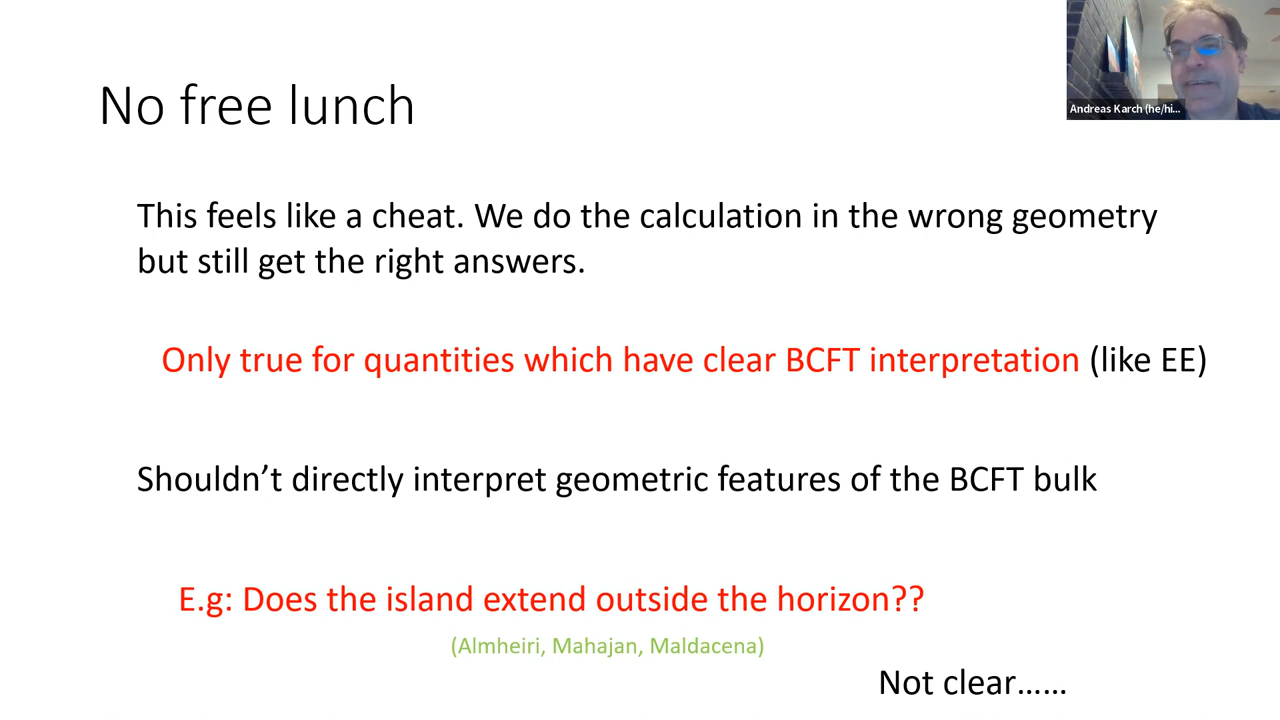 No free lunch
Andreas Karch (he/hi...
This feels like a cheat. We do the calculation in the wrong geometry
but still get the right answers.
Only true for quantities which have clear BCFT interpretation (like EE)
Shouldn’t directly interpret geometric features of the BCFT bulk
E.g: Does the island extend outside the horizon??
(Almheiri, Mahajan, Maldacena)
Not clear......